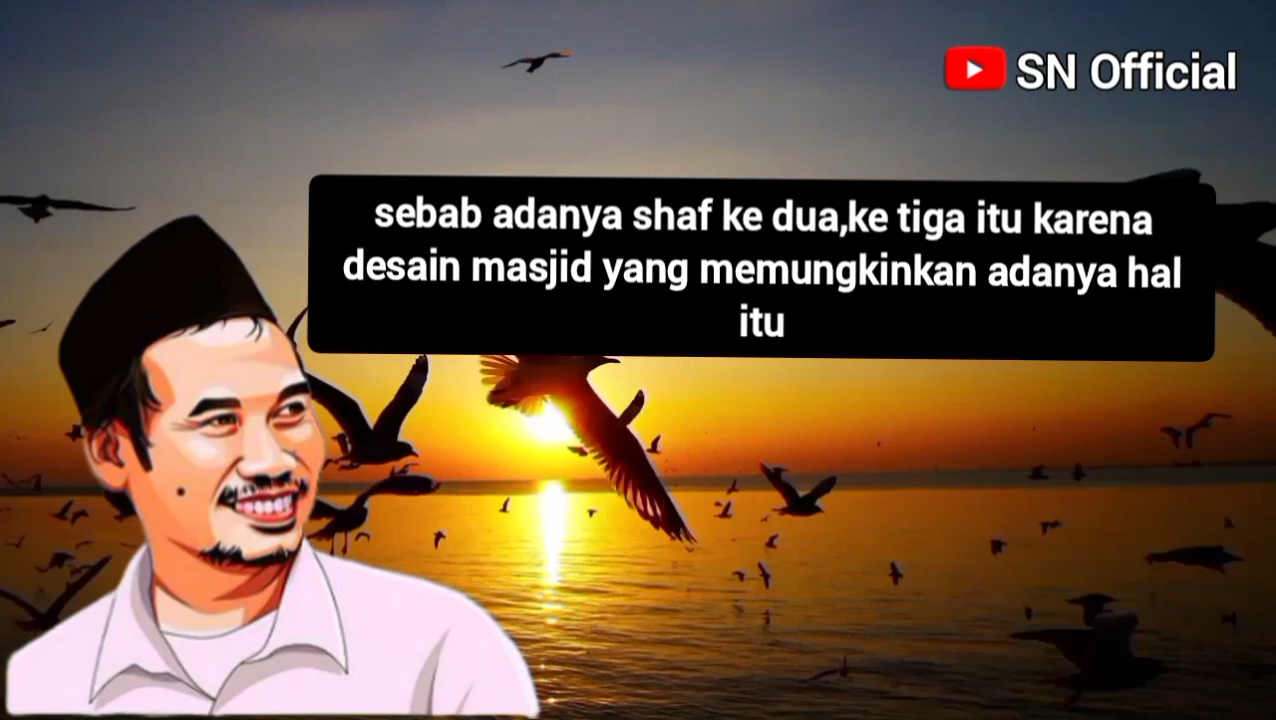 SN Official
sebab adanya shaf ke dua,ke tiga itu karena
desain masjid yang memungkinkan adanya hal
itu